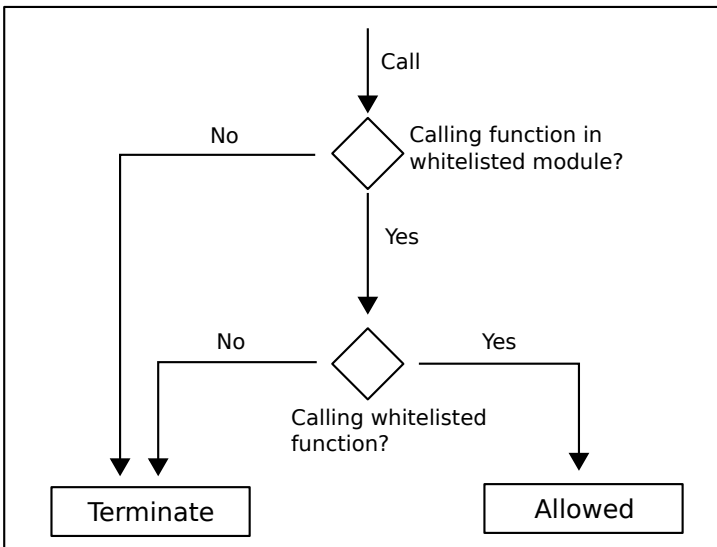 Call
No
Calling function in
whitelisted module?
Yes
No
Yes
Calling whitelisted
function?
Terminate
Allowed